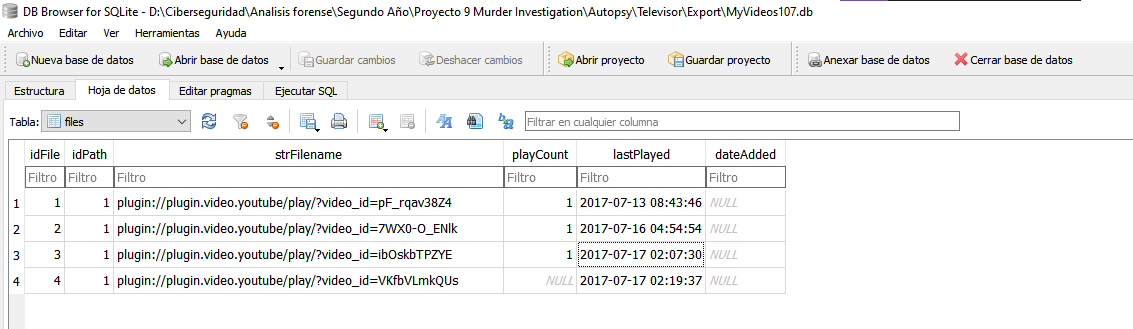 DB Browser for SQLite - D:\Ciberseguridad\Analisis forense\Segundo Año\Proyecto 9 Murder Investigation\Autopsy\Televisor\Export\MyVideos107.db
Archivo Editar Ver Herramientas Ayuda
Nueva base de datos Abrir base de datos Guardar cambios Deshacer cambios Abrir proyecto Guardar proyecto Anexar base de datos Cerrar base de datos
Estructura Hoja de datos Editar pragmas Ejecutar SQL
Tabla: files Filtrar en cualquier columna
idFile idPath strFilename playCount lastPlayed dateAdded
Filtro Filtro Filtro Filtro Filtro Filtro
1 1 1 plugin://plugin.video.youtube/play/?video_id=pF_rqav38Z4 1 2017-07-13 08:43:46 NULL
2 2 1 plugin://plugin.video.youtube/play/?video_id=7WX0-O_ENlk 1 2017-07-16 04:54:54 NULL
3 3 1 plugin://plugin.video.youtube/play/?video_id=ibOskbTPZYE 1 2017-07-17 02:07:30 NULL
4 4 1 plugin://plugin.video.youtube/play/?video_id=VKfbVLmkQUs NULL 2017-07-17 02:19:37 NULL